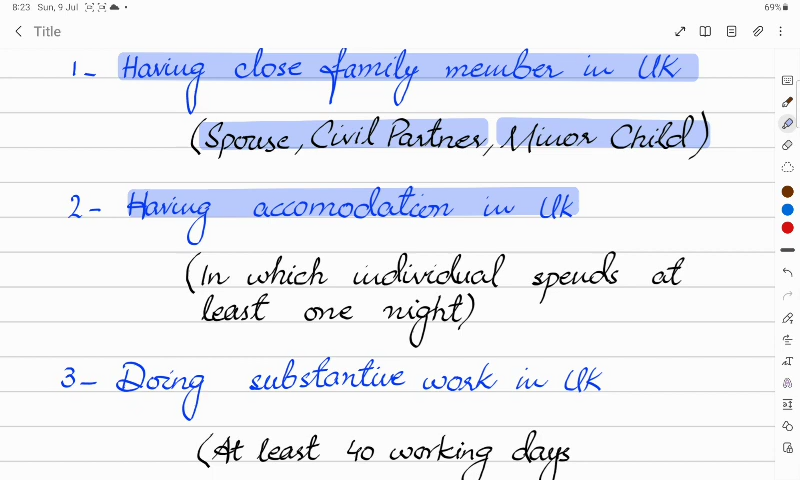 8:23 Sun, 9 Jul 69%
Title
1- Having close family member in UK
(Spouse, Civil Partner, Minor Child)
2- Having accomodation in UK
(In which individual spends at
least one night)
3- Doing substantive work in UK
(At least 40 working days